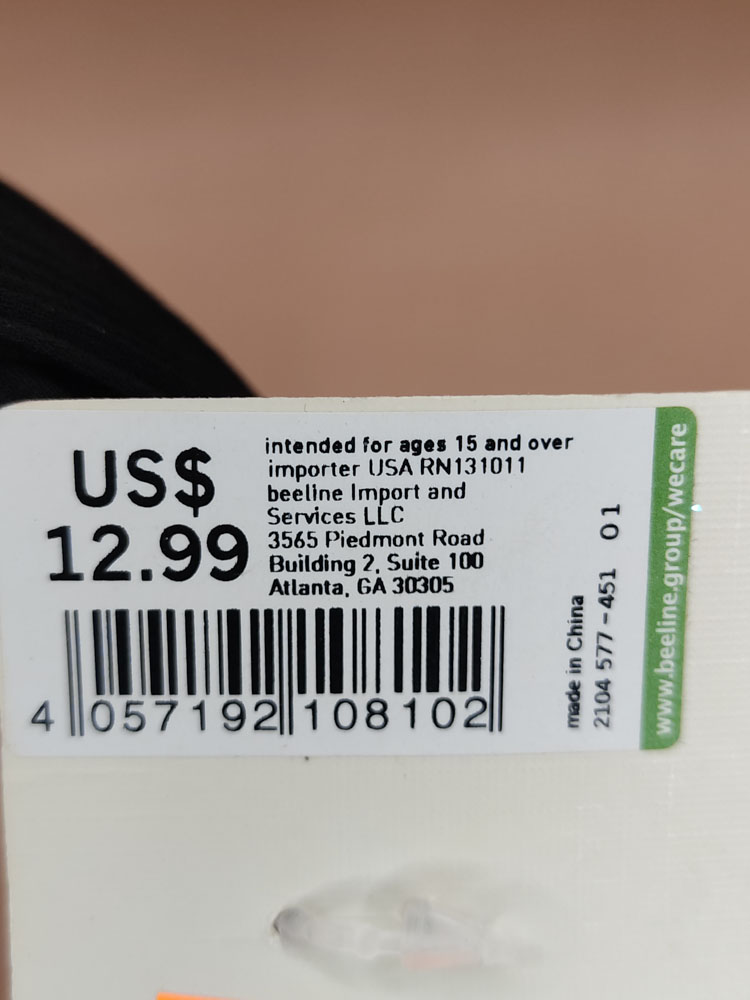 US$
12.99
intended for ages 15 and over
importer USA RN131011
beeline Import and
Services LLC
3565 Piedmont Road
Building 2, Suite 100
Atlanta, GA 30305
4 057192 108102
made in China
2104 577-451 01
www.beeline.group/wecare